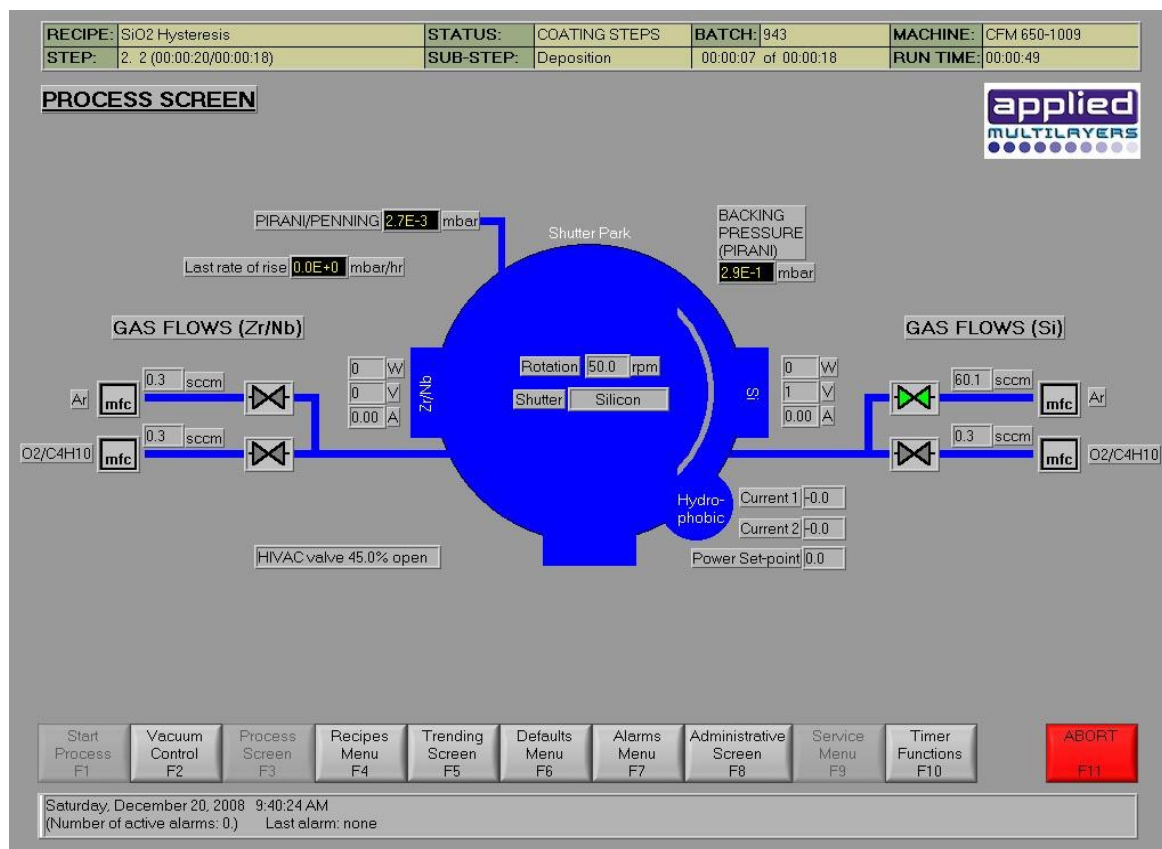 RECIPE: SiO2 Hysteresis STATUS: COATING STEPS BATCH: 943 MACHINE: CFM 650-1009
STEP: 2. 2 (00:00:20/00:00:18) SUB-STEP: Deposition 00:00:07 of 00:00:18 RUN TIME: 00:00:49
PROCESS SCREEN
applied
MULTILAYERS
PIRANI/PENNING 2.7E-3 mbar
Shutter Park
BACKING
PRESSURE
(PIRANI)
2.9E-1 mbar
Last rate of rise 0.0E+0 mbar/hr
GAS FLOWS (Zr/Nb)
GAS FLOWS (Si)
Ar mfc 0.3 sccm
O2/C4H10 mfc 0.3 sccm
0 W
0 V
0.00 A
Zr/Nb
Rotation 50.0 rpm
Shutter Silicon
Si
0 W
1 V
0.00 A
60.1 sccm mfc Ar
0.3 sccm mfc O2/C4H10
Hydro-
phobic
Current 1 -0.0
Current 2 -0.0
Power Set-point 0.0
HIVAC valve 45.0% open
Start
Process
F1
Vacuum
Control
F2
Process
Screen
F3
Recipes
Menu
F4
Trending
Screen
F5
Defaults
Menu
F6
Alarms
Menu
F7
Administrative
Screen
F8
Service
Menu
F9
Timer
Functions
F10
ABORT
F11
Saturday, December 20, 2008 9:40:24 AM
(Number of active alarms: 0.) Last alarm: none